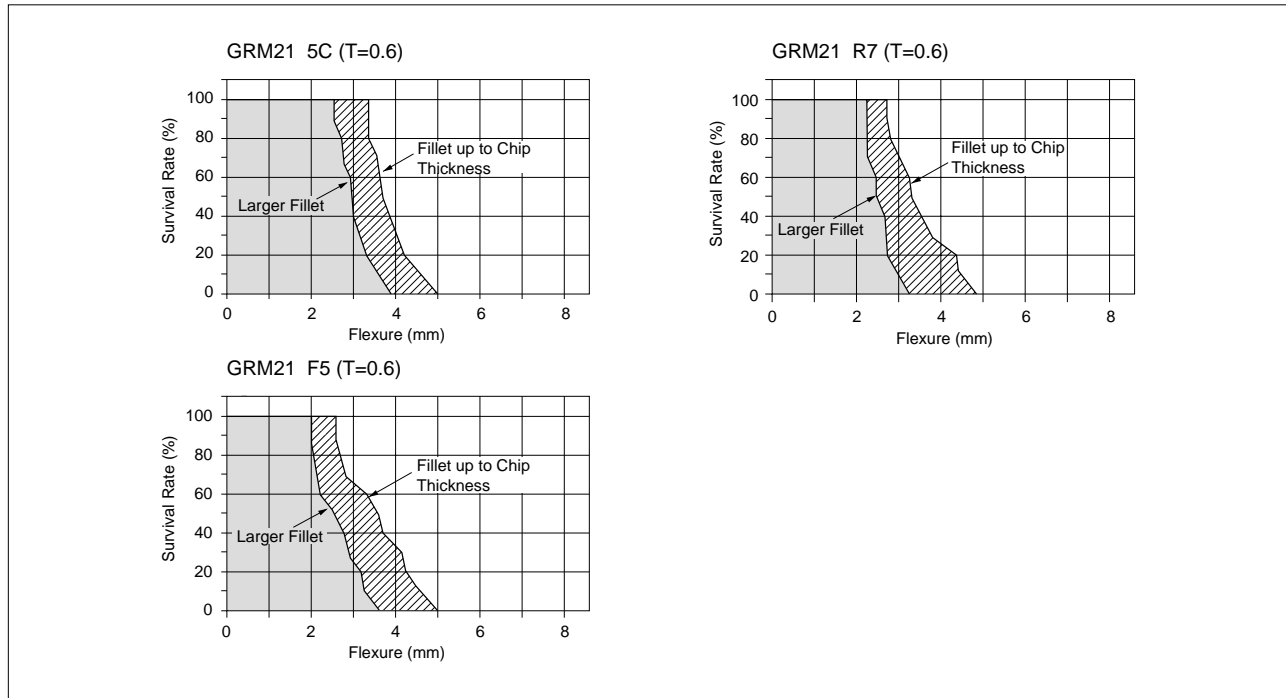 GRM21 5C (T=0.6)
Survival Rate (%)
100
80
60
40
20
0
Fillet up to Chip
Thickness
Larger Fillet
0 2 4 6 8
Flexure (mm)
GRM21 R7 (T=0.6)
Survival Rate (%)
100
80
60
40
20
0
Fillet up to Chip
Thickness
Larger Fillet
0 2 4 6 8
Flexure (mm)
GRM21 F5 (T=0.6)
Survival Rate (%)
100
80
60
40
20
0
Fillet up to Chip
Thickness
Larger Fillet
0 2 4 6 8
Flexure (mm)